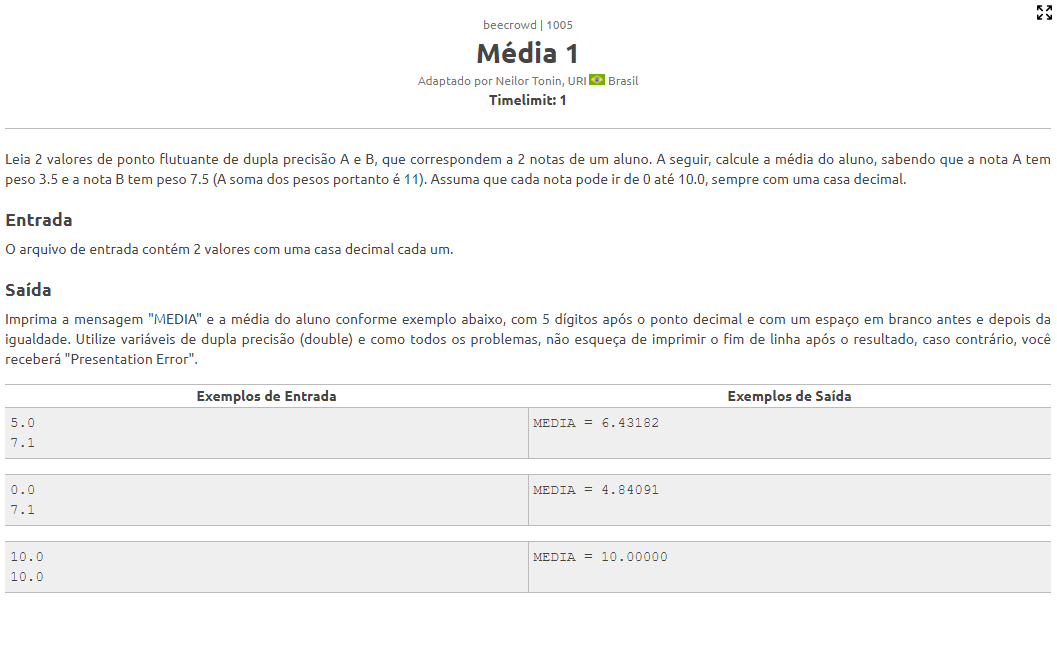 beecrowd | 1005
Média 1
Adaptado por Neilor Tonin, URI Brasil
Timelimit: 1
Leia 2 valores de ponto flutuante de dupla precisão A e B, que correspondem a 2 notas de um aluno. A seguir, calcule a média do aluno, sabendo que a nota A tem
peso 3.5 e a nota B tem peso 7.5 (A soma dos pesos portanto é 11). Assuma que cada nota pode ir de 0 até 10.0, sempre com uma casa decimal.
Entrada
O arquivo de entrada contém 2 valores com uma casa decimal cada um.
Saída
Imprima a mensagem "MEDIA" e a média do aluno conforme exemplo abaixo, com 5 dígitos após o ponto decimal e com um espaço em branco antes e depois da
igualdade. Utilize variáveis de dupla precisão (double) e como todos os problemas, não esqueça de imprimir o fim de linha após o resultado, caso contrário, você
receberá "Presentation Error".
Exemplos de Entrada Exemplos de Saída
5.0 MEDIA = 6.43182
7.1
0.0 MEDIA = 4.84091
7.1
10.0 MEDIA = 10.00000
10.0